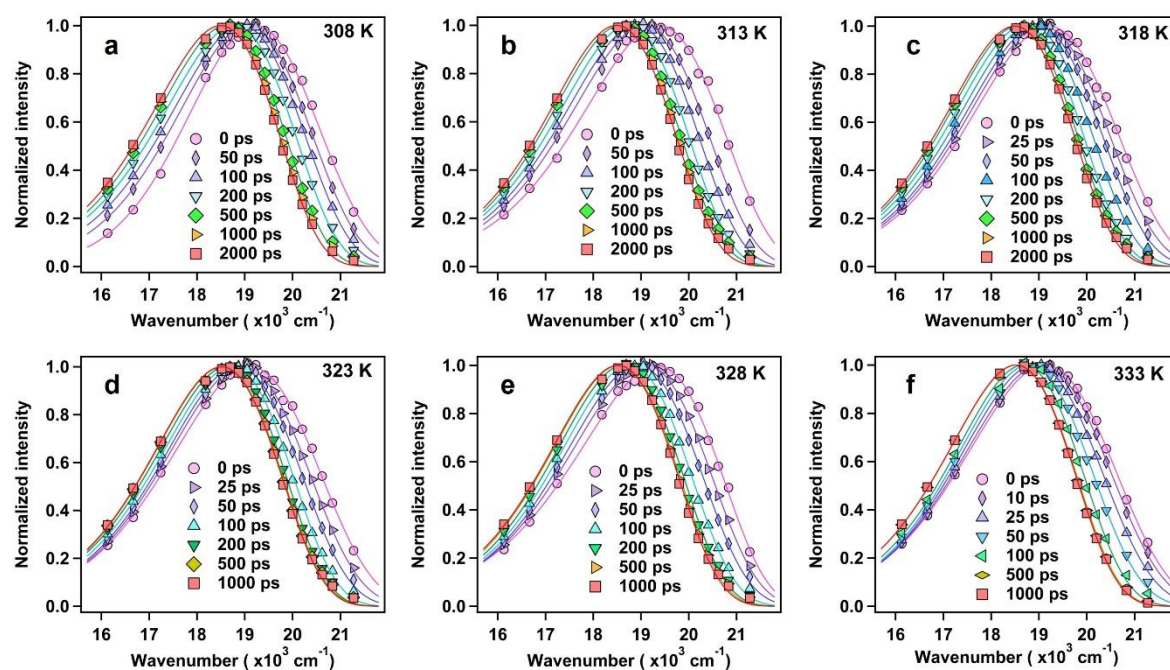 a
308 K
Normalized intensity
1.0
0.8
0.6
0.4
0.2
0.0
0 ps
50 ps
100 ps
200 ps
500 ps
1000 ps
2000 ps
16 17 18 19 20 21
Wavenumber ( x10³ cm⁻¹)
b
313 K
Normalized intensity
1.0
0.8
0.6
0.4
0.2
0.0
0 ps
50 ps
100 ps
200 ps
500 ps
1000 ps
2000 ps
16 17 18 19 20 21
Wavenumber ( x10³ cm⁻¹)
c
318 K
Normalized intensity
1.0
0.8
0.6
0.4
0.2
0.0
0 ps
25 ps
50 ps
100 ps
200 ps
500 ps
1000 ps
2000 ps
16 17 18 19 20 21
Wavenumber ( x10³ cm⁻¹)
d
323 K
Normalized intensity
1.0
0.8
0.6
0.4
0.2
0.0
0 ps
25 ps
50 ps
100 ps
200 ps
500 ps
1000 ps
16 17 18 19 20 21
Wavenumber ( x10³ cm⁻¹)
e
328 K
Normalized intensity
1.0
0.8
0.6
0.4
0.2
0.0
0 ps
25 ps
50 ps
100 ps
200 ps
500 ps
1000 ps
16 17 18 19 20 21
Wavenumber ( x10³ cm⁻¹)
f
333 K
Normalized intensity
1.0
0.8
0.6
0.4
0.2
0.0
0 ps
10 ps
25 ps
50 ps
100 ps
500 ps
1000 ps
16 17 18 19 20 21
Wavenumber ( x10³ cm⁻¹)